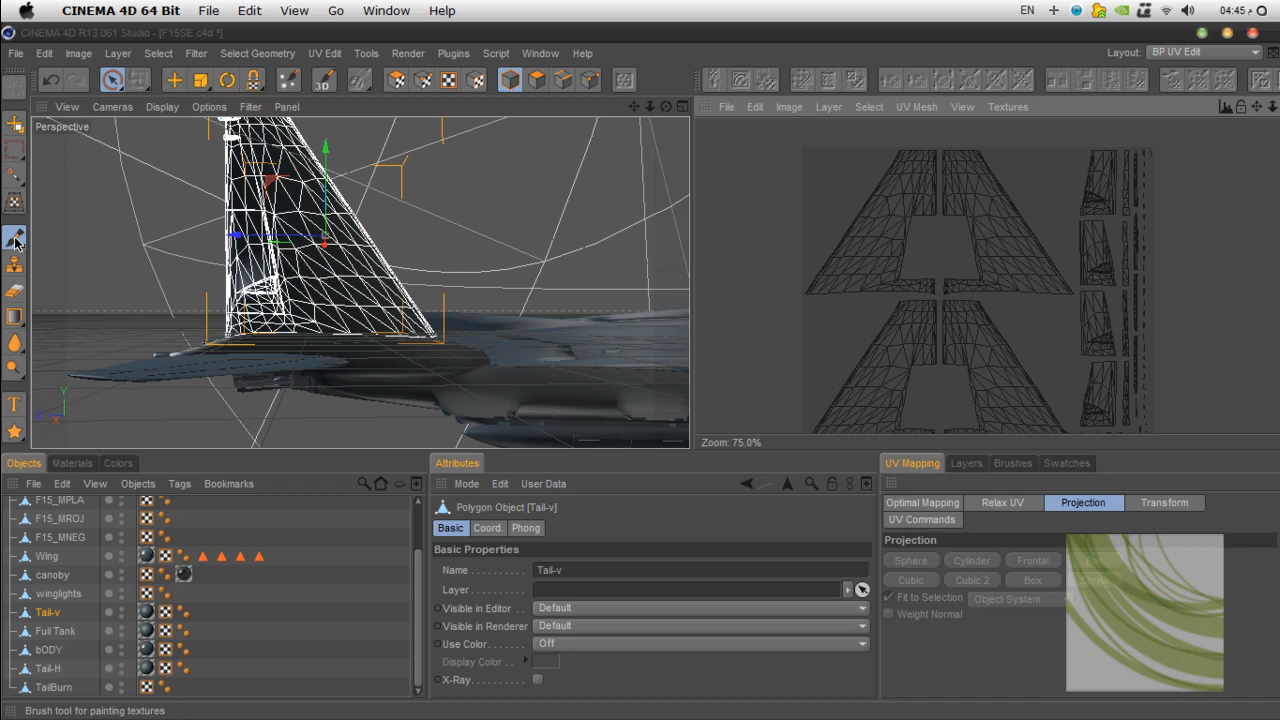 CINEMA 4D 64 Bit File Edit View Go Window Help EN 04:45 م
CINEMA 4D R13.061 Studio - [F15SE.c4d *]
File Edit Image Layer Select Filter Select Geometry UV Edit Tools Render Plugins Script Window Help Layout: BP UV Edit
3D
View Cameras Display Options Filter Panel File Edit Image Layer Select UV Mesh View Textures
Perspective
Y
X
Zoom: 75.0%
Objects Materials Colors Attributes UV Mapping Layers Brushes Swatches
File Edit View Objects Tags Bookmarks Mode Edit User Data
F15_MPLA
F15_MROJ
F15_MNEG
Wing
canoby
winglights
Tail-v
Fuil Tank
bODY
Tail-H
TailBurn
Polygon Object [Tail-v]
Basic Coord. Phong
Basic Properties
Name Tail-v
Layer
Visible in Editor Default
Visible in Renderer Default
Use Color Off
Display Color
X-Ray
Optimal Mapping Relax UV Projection Transform
UV Commands
Projection
Sphere Cylinder Frontal
Cubic Cubic 2 Box
Fit to Selection Object System
Weight Normal
T
Brush tool for painting textures